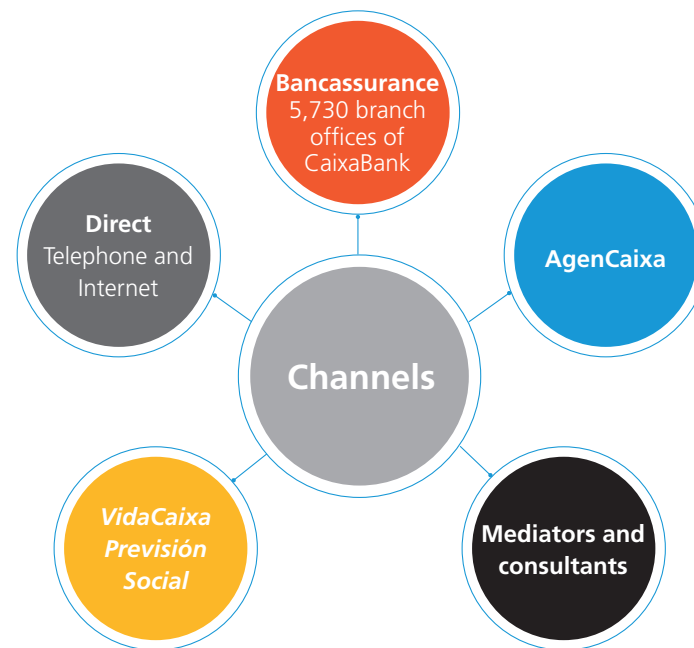 Bancassurance
5,730 branch
offices of
CaixaBank
Direct
Telephone and
Internet
AgenCaixa
Channels
VidaCaixa
Previsión
Social
Mediators and
consultants